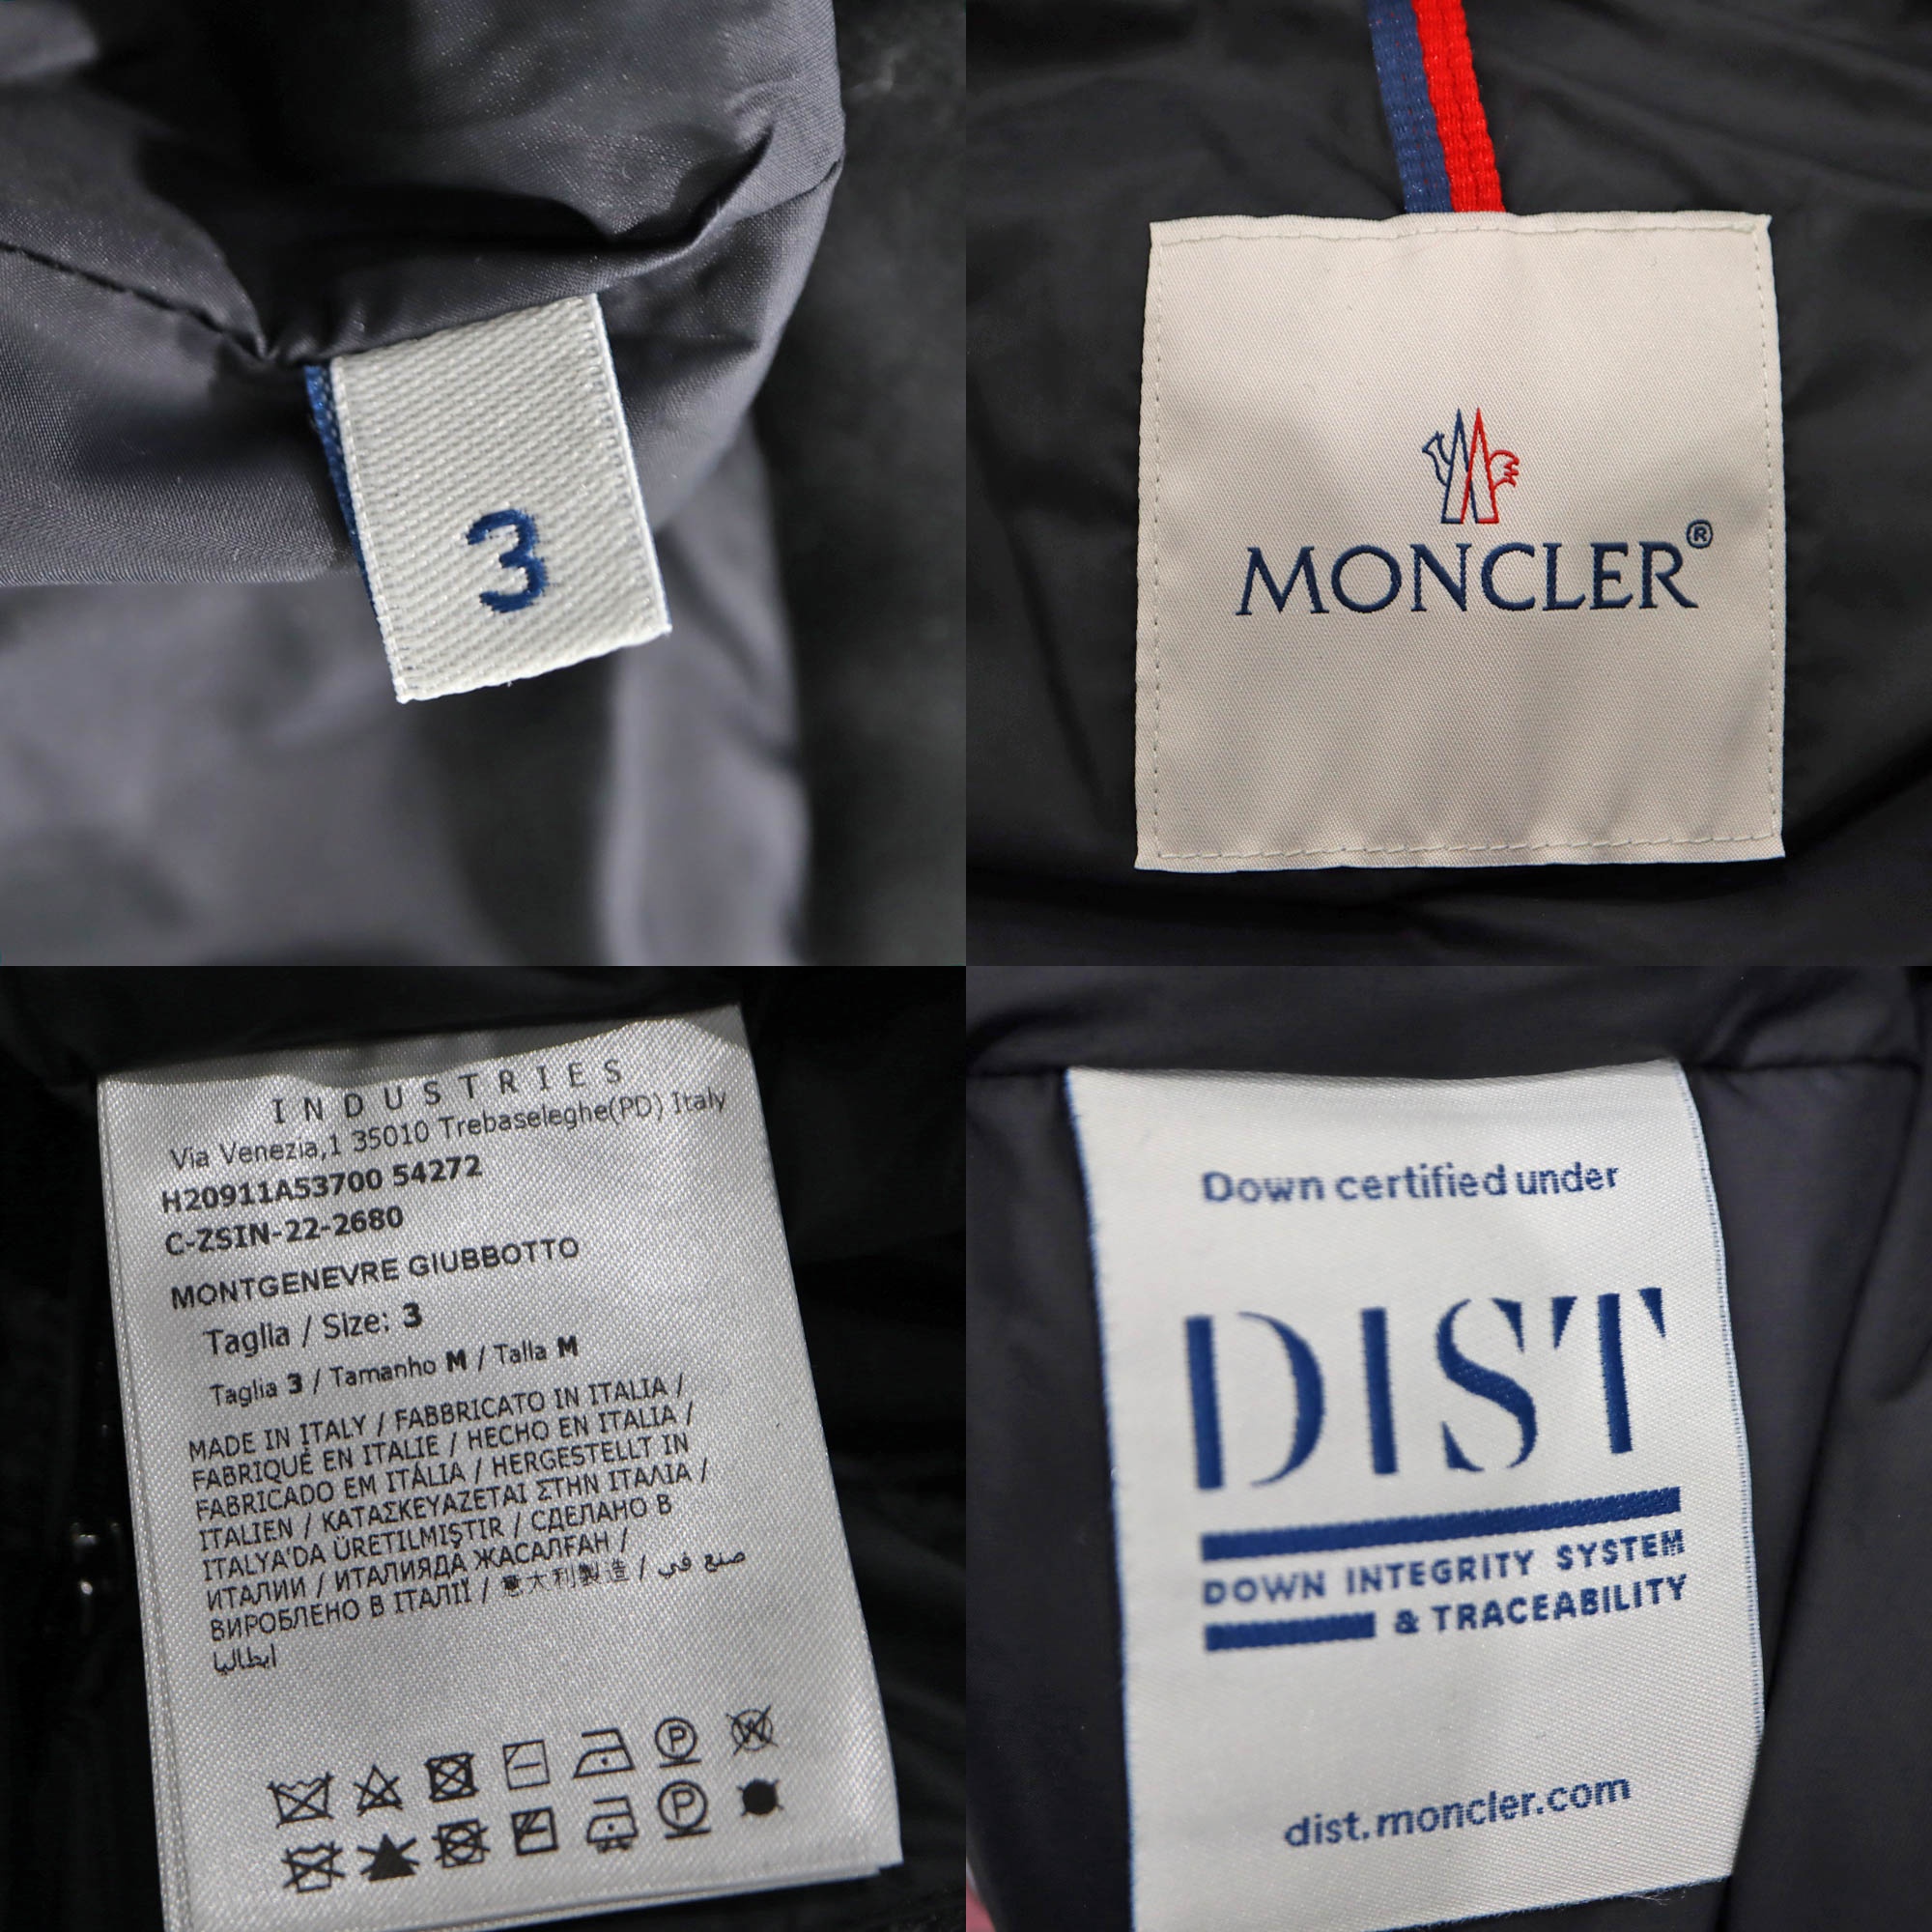 3
MONCLER®
INDUSTRIES
Via Venezia,1 35010 Trebaseleghe(PD) Italy
H20911A53700 54272
C-ZSIN-22-2680
MONTGENEVRE GIUBBOTTO
Taglia / Size: 3
Taglia 3 / Tamanho M / Talla M
MADE IN ITALY / FABBRICATO IN ITALIA /
FABRIQUÉ EN ITALIE / HECHO EN ITALIA /
FABRICADO EM ITÁLIA / HERGESTELLT IN
ITALIEN / ΚΑΤΑΣΚΕΥΑΖΕΤΑΙ ΣΤΗΝ ΙΤΑΛΙΑ /
ITALYA'DA ÜRETILMIŞTIR / СДЕЛАНО В
ИТАЛИИ / ИТАЛИЯДА ЖАСАЛҒАН /
ВИРОБЛЕНО В ІТАЛІЇ / 意大利製造 / صنع في
ايطاليا
P
W
P
Down certified under
DIST
DOWN INTEGRITY SYSTEM
& TRACEABILITY
dist.moncler.com